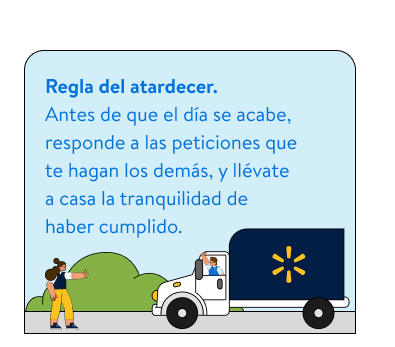 Regla del atardecer.
Antes de que el día se acabe,
responde a las peticiones que
te hagan los demás, y llévate
a casa la tranquilidad de
haber cumplido.